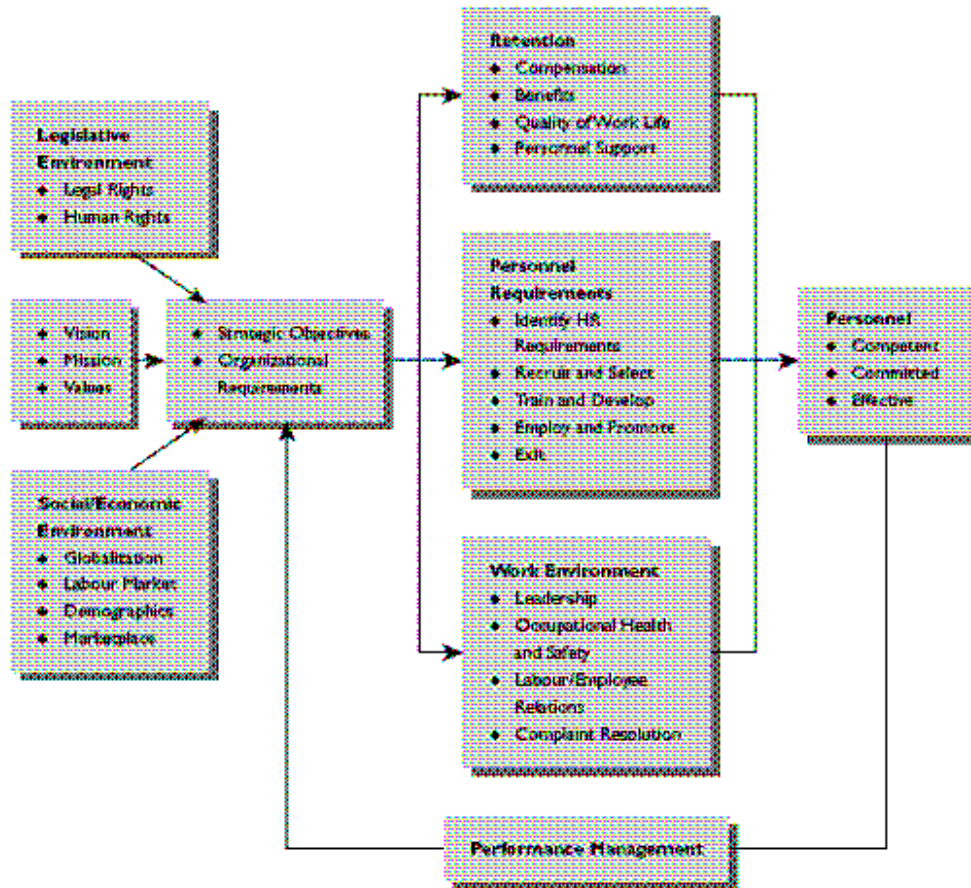 Retention
Compensation
Benefits
Quality of Work Life
Personnel Support
Legislative
Environment
Legal Rights
Human Rights
Personnel
Requirements
Identify HR
Requirements
Recruit and Select
Train and Develop
Employ and Promote
Exit
Vision
Mission
Values
Strategic Objectives
Organizational
Requirements
Personnel
Competent
Committed
Effective
Social/Economic
Environment
Globalization
Labour Market
Demographics
Marketplace
Work Environment
Leadership
Occupational Health
and Safety
Labour/Employee
Relations
Complaint Resolution
Performance Management